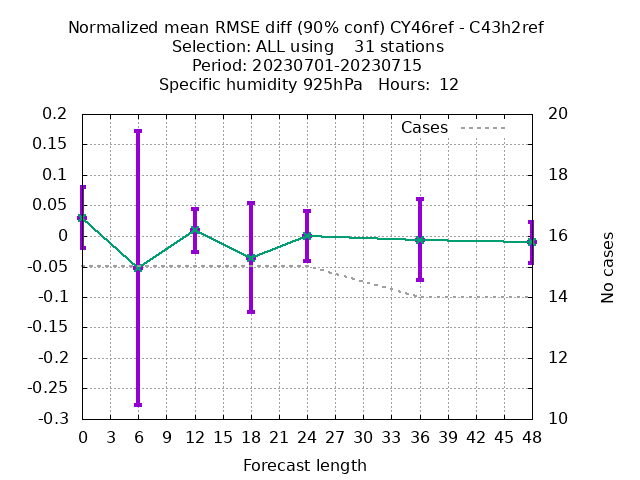 Normalized mean RMSE diff (90% conf) CY46ref - C43h2ref
Selection: ALL using    31 stations
Period: 20230701-20230715
Specific humidity 925hPa   Hours:  12
Cases
0.2
0.15
0.1
0.05
0
-0.05
-0.1
-0.15
-0.2
-0.25
-0.3
20
18
16
14
12
10
No cases
0 3 6 9 12 15 18 21 24 27 30 33 36 39 42 45 48
Forecast length